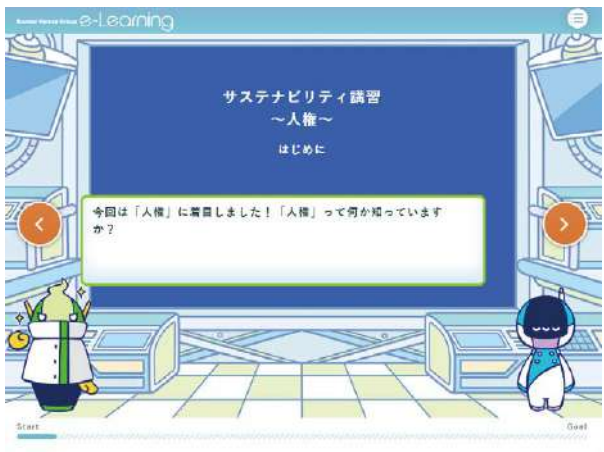 e-Learning
サステナビリティ講習
〜人権〜
はじめに
今回は「人権」に着目しました！「人権」って何か知っています
か？
Start
Goal